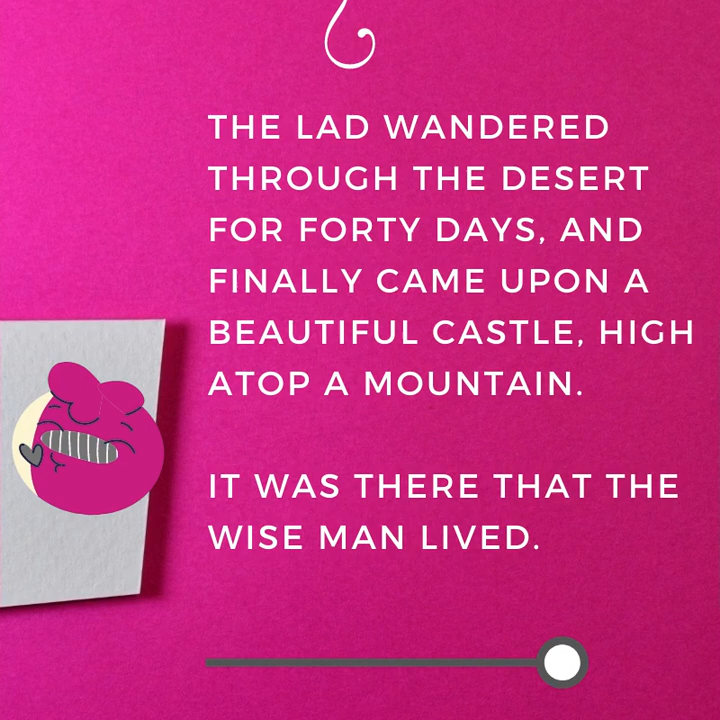 THE LAD WANDERED
THROUGH THE DESERT
FOR FORTY DAYS, AND
FINALLY CAME UPON A
BEAUTIFUL CASTLE, HIGH
ATOP A MOUNTAIN.
IT WAS THERE THAT THE
WISE MAN LIVED.